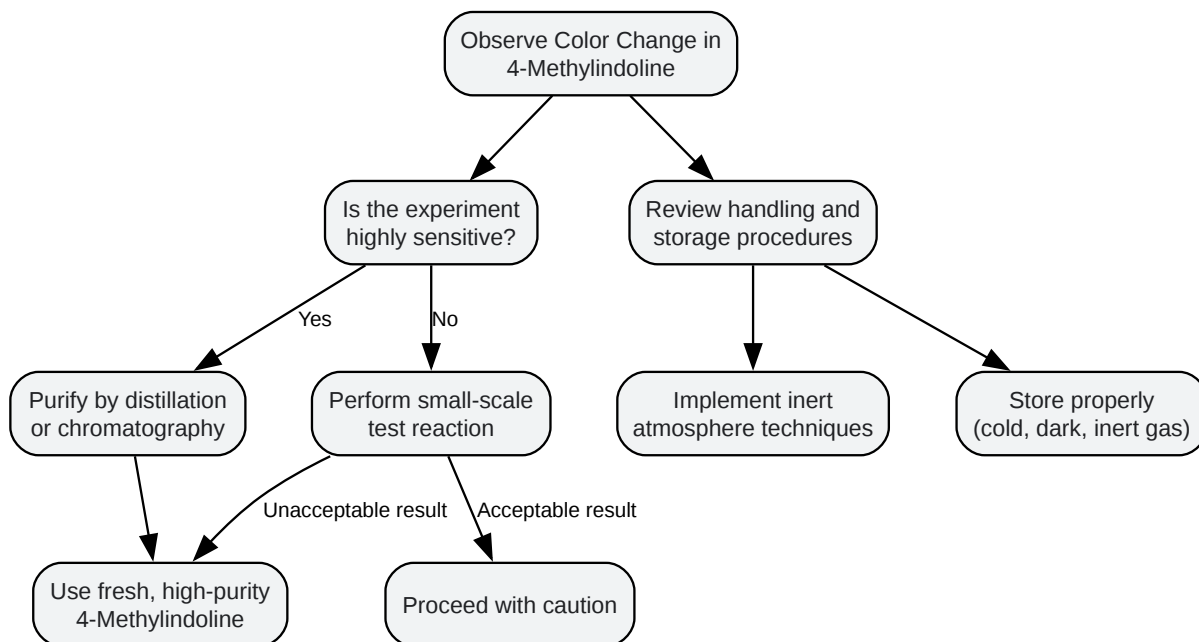 Observe Color Change in
4-Methylindoline
Is the experiment
highly sensitive?
Review handling and
storage procedures
Yes
No
Purify by distillation
or chromatography
Perform small-scale
test reaction
Implement inert
atmosphere techniques
Store properly
(cold, dark, inert gas)
Unacceptable result
Acceptable result
Use fresh, high-purity
4-Methylindoline
Proceed with caution